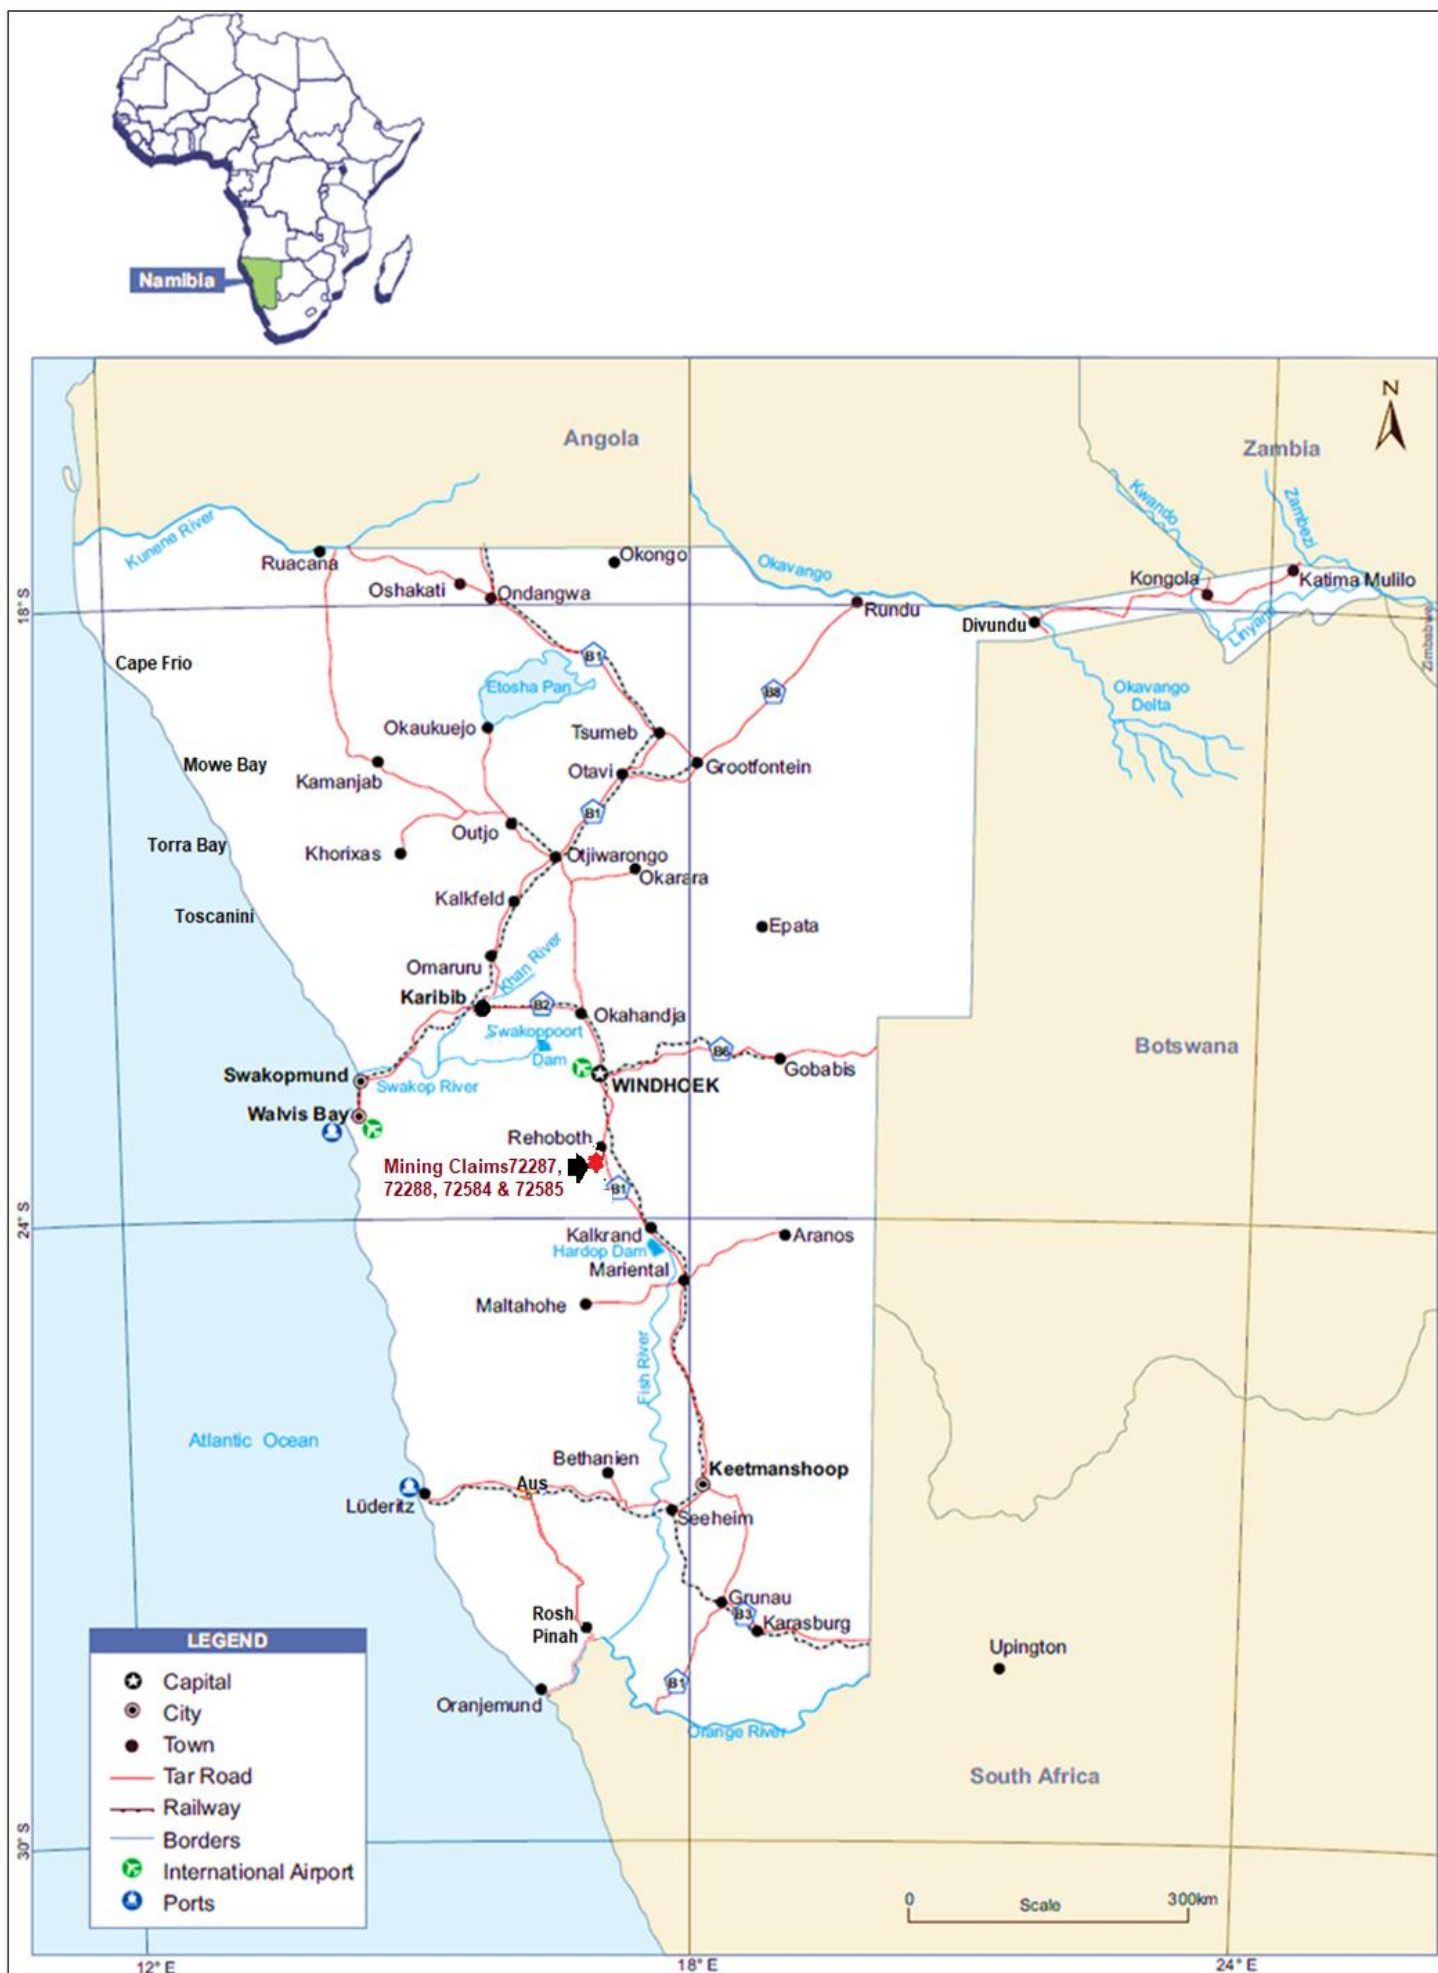 Namibia
N
Angola
Zambia
Kunene River
Kwando
Zambezi
Ruacana
Okongo
Okavango
Kongola
Katima Mulilo
Oshakati
Ondangwa
18° S
Rundu
Divundu
Linyanti
Zimbabwe
Cape Frio
B1
Etosha Pan
B8
Okavango
Delta
Okaukuejo
Tsumeb
Mowe Bay
Otavi
Grootfontein
Kamanjab
B1
Outjo
Torra Bay
Khorixas
Otjiwarongo
Okarara
Kalkfeld
Toscanini
Epata
Omaruru
Khan River
Karibib
B2
Okahandja
Swakoppoort
Dam
B6
Botswana
Gobabis
Swakopmund
Swakop River
WINDHOEK
Walvis Bay
Rehoboth
Mining Claims72287,
72288, 72584 & 72585
B1
24° S
Kalkrand
Aranos
Hardop Dam
Mariental
Maltahohe
Fish River
Atlantic Ocean
Bethanien
Keetmanshoop
Aus
Lüderitz
Seeheim
Grunau
Rosh
Pinah
B3
Karasburg
Upington
B1
Oranjemund
Orange River
South Africa
LEGEND
Capital
City
Town
Tar Road
Railway
Borders
International Airport
Ports
30° S
0
Scale
300km
12° E
18° E
24° E